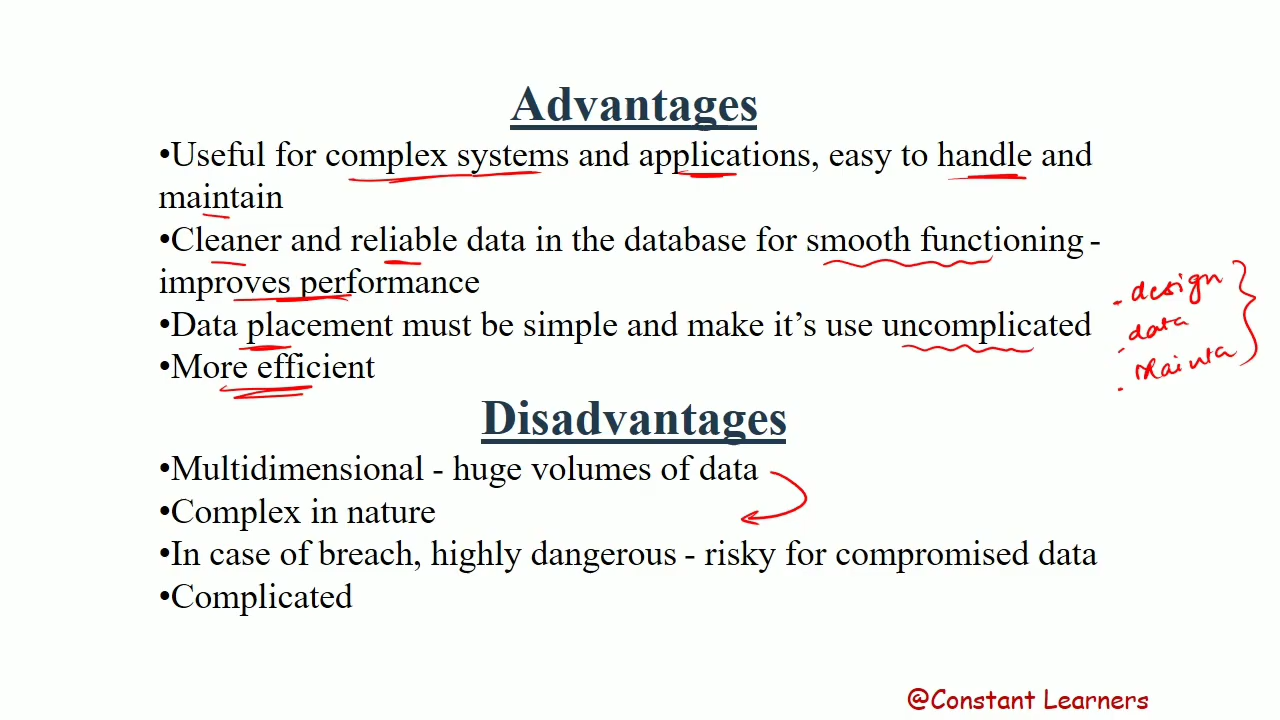 Advantages
•Useful for complex systems and applications, easy to handle and
maintain
•Cleaner and reliable data in the database for smooth functioning -
improves performance
•Data placement must be simple and make it’s use uncomplicated
•More efficient
- design
- data
- Mainta
Disadvantages
•Multidimensional - huge volumes of data
•Complex in nature
•In case of breach, highly dangerous - risky for compromised data
•Complicated
@Constant Learners